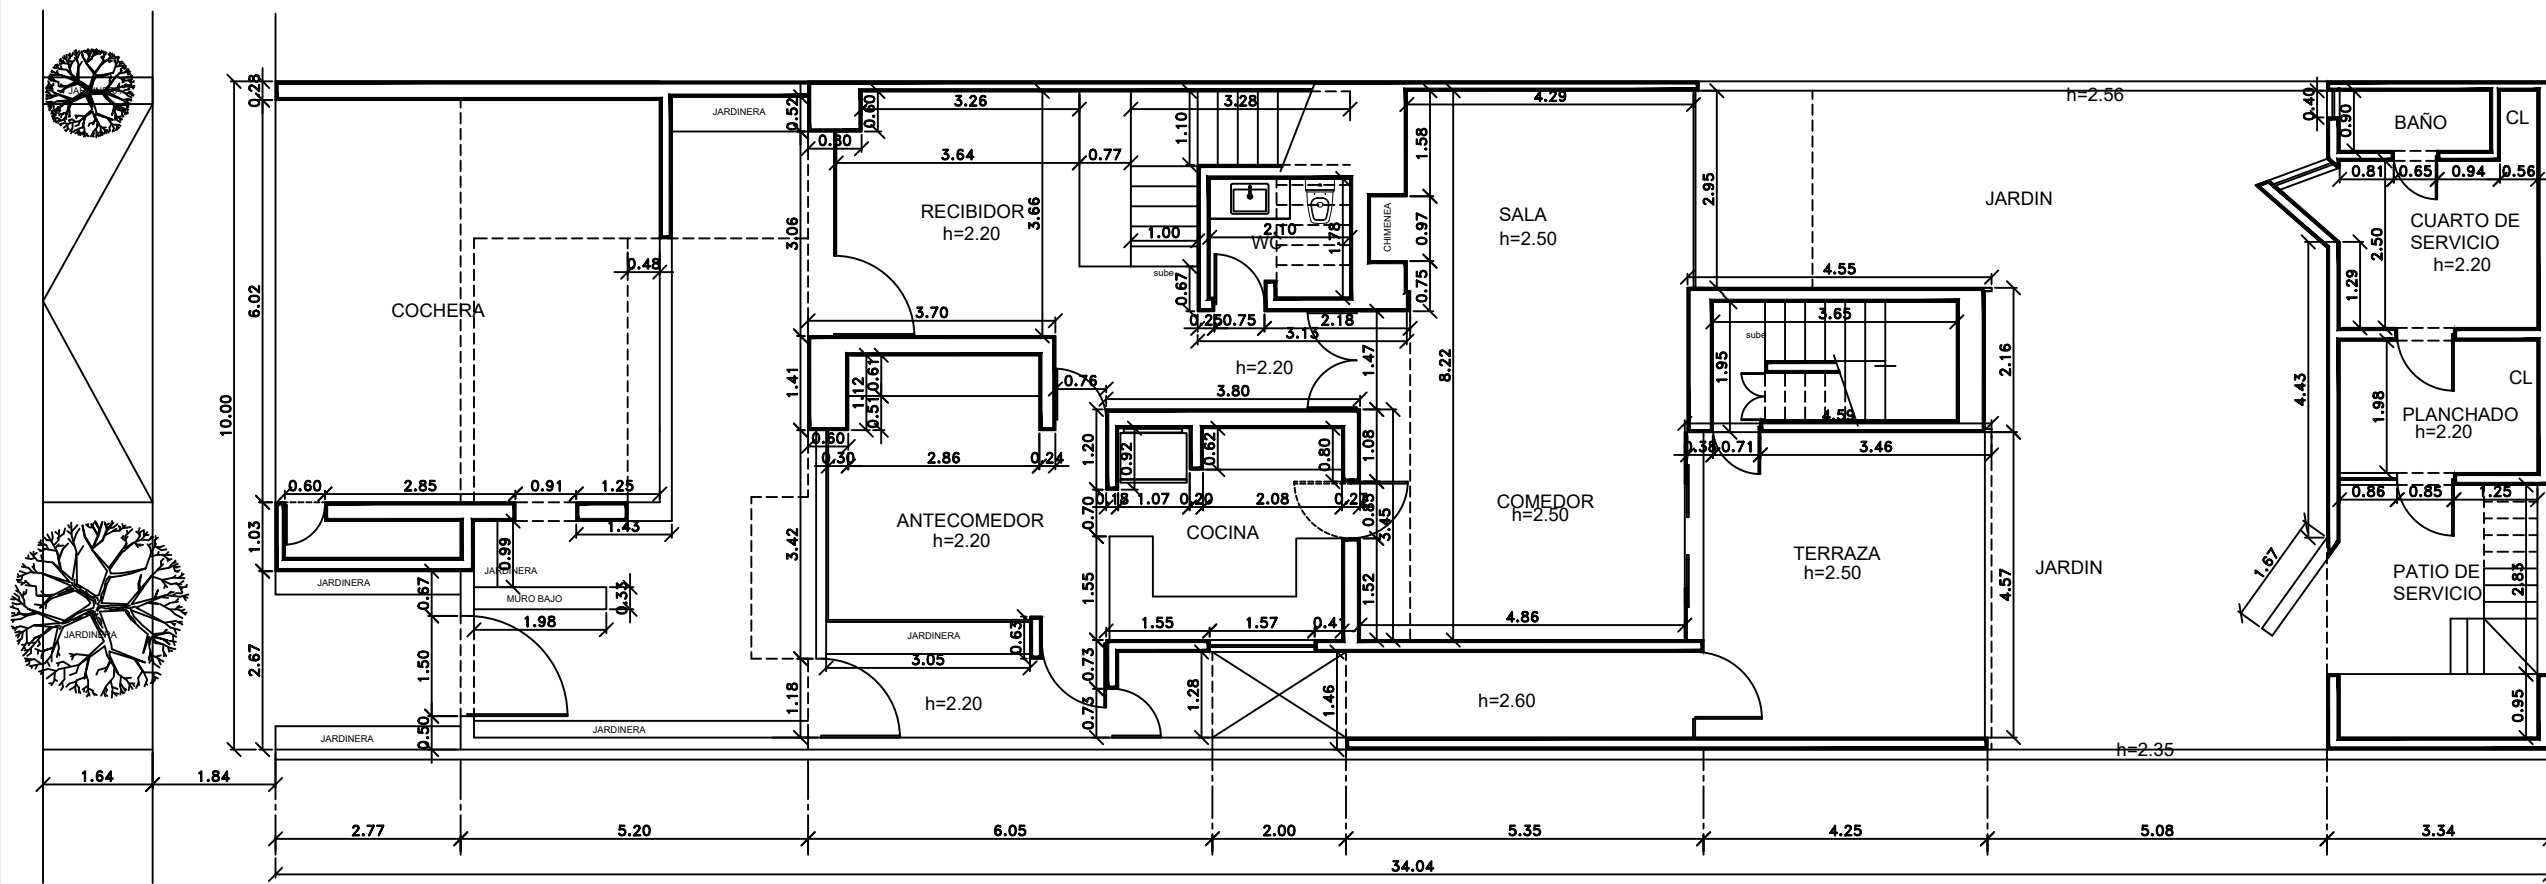 h=2.56
0.28
0.52
0.60
3.26
3.28
4.29
0.40
0.90
BAÑO
CL
JARDINERA
JARDINERA
0.80
1.10
1.58
3.64
0.77
0.81
0.65
0.94
0.56
2.95
JARDIN
RECIBIDOR
h=2.20
3.66
SALA
h=2.50
CHIMENEA
0.97
CUARTO DE
SERVICIO
h=2.20
3.06
1.00
WC
2.10
1.78
2.50
0.48
sube
0.67
0.75
4.55
1.29
6.02
COCHERA
3.70
0.25
0.75
2.18
3.13
3.65
sube
10.00
1.41
1.12
0.61
0.51
0.76
h=2.20
1.47
8.22
1.95
2.16
4.43
CL
3.80
1.98
PLANCHADO
h=2.20
4.59
0.60
0.30
2.86
0.24
1.20
0.92
0.62
0.80
1.08
0.38
0.71
3.46
0.60
2.85
0.91
1.25
0.18
1.07
0.20
2.08
0.27
0.86
0.85
1.25
0.70
0.85
3.45
COMEDOR
h=2.50
1.03
1.43
3.42
ANTECOMEDOR
h=2.20
COCINA
TERRAZA
h=2.50
JARDIN
4.57
1.67
PATIO DE
SERVICIO
2.83
0.99
JARDINERA
JARDINERA
0.67
MURO BAJO
0.33
1.98
1.55
1.52
JARDINERA
JARDINERA
0.63
1.55
1.57
0.41
4.86
3.05
2.67
1.50
1.18
0.73
0.73
1.28
1.46
h=2.20
h=2.60
0.95
0.50
JARDINERA
JARDINERA
h=2.35
1.64
1.84
2.77
5.20
6.05
2.00
5.35
4.25
5.08
3.34
34.04